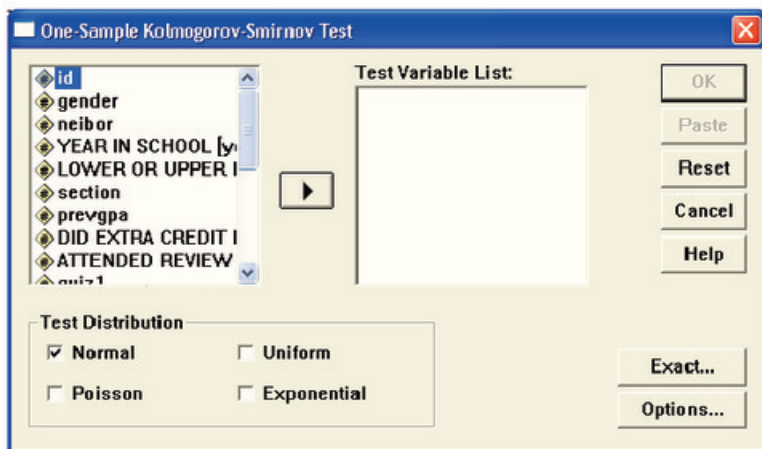 One-Sample Kolmogorov-Smirnov Test
id
gender
neibor
YEAR IN SCHOOL [y
LOWER OR UPPER
section
prevgpa
DID EXTRA CREDIT
ATTENDED REVIEW
quiz1
Test Variable List:
OK
Paste
Reset
Cancel
Help
Test Distribution
Normal
Uniform
Poisson
Exponential
Exact...
Options...